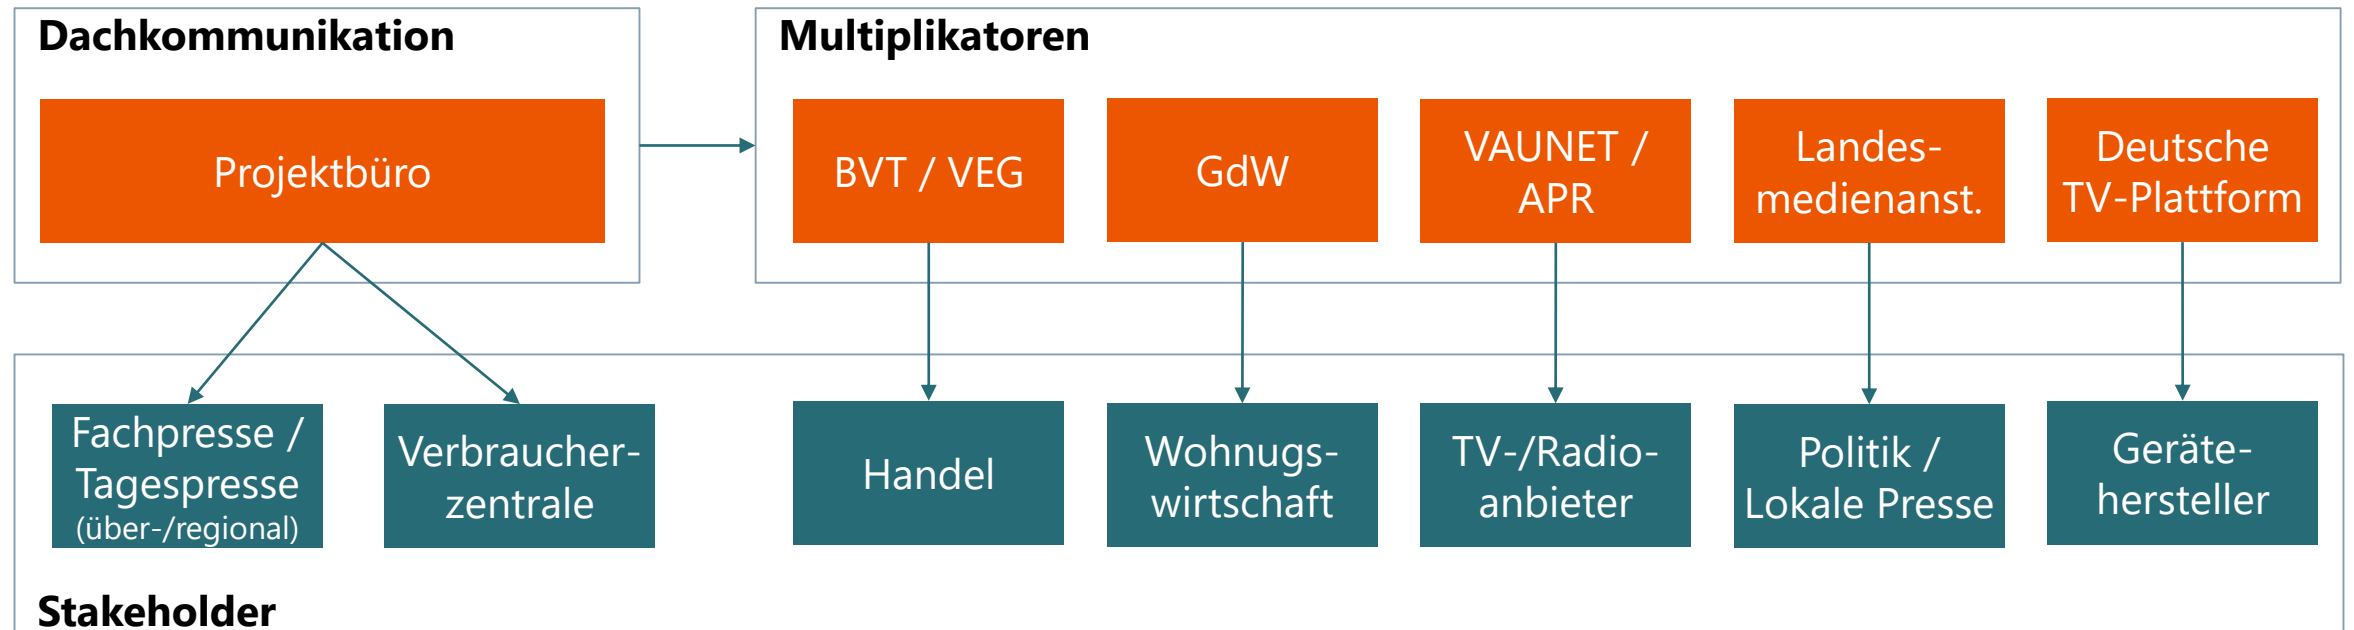 Dachkommunikation
Multiplikatoren
Projektbüro
BVT / VEG
GdW
VAUNET /
APR
Landes-
medienanst.
Deutsche
TV-Plattform
Fachpresse /
Tagespresse
(über-/regional)
Verbraucher-
zentrale
Handel
Wohnugs-
wirtschaft
TV-/Radio-
anbieter
Politik /
Lokale Presse
Geräte-
hersteller
Stakeholder